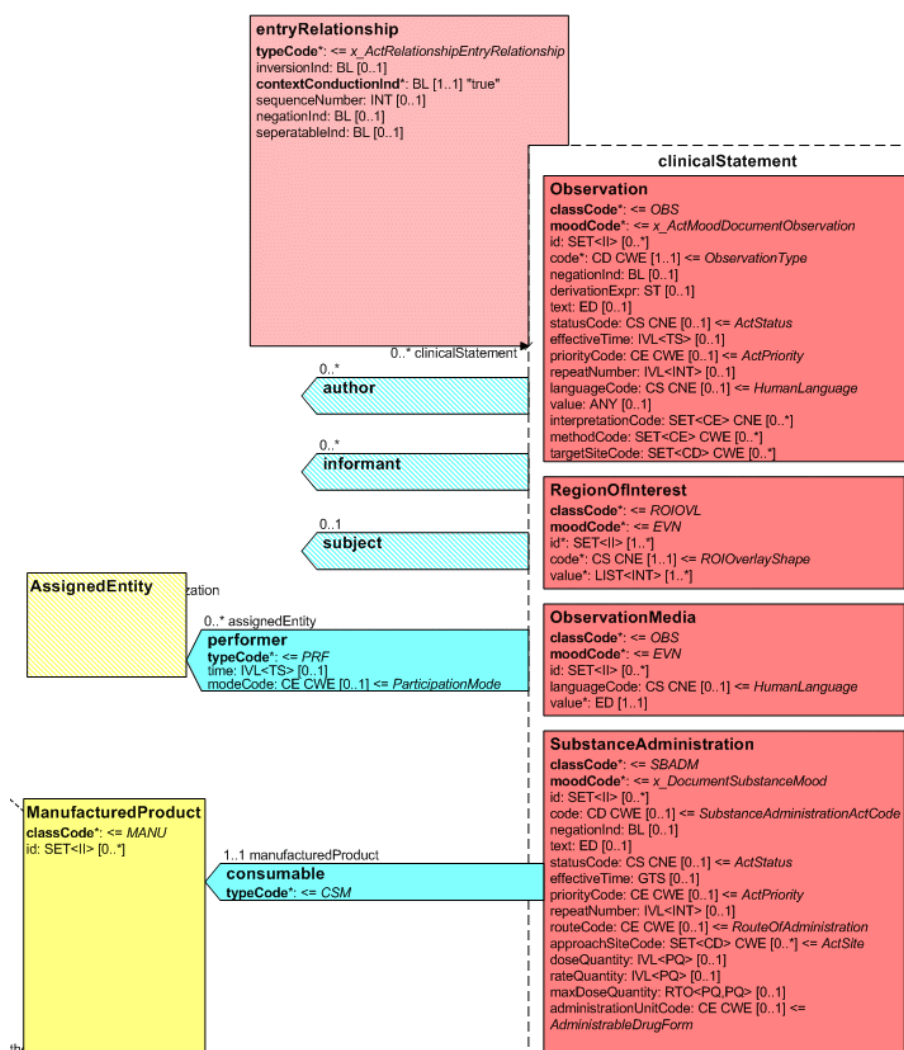 entryRelationship
typeCode*: <= x_ActRelationshipEntryRelationship
inversionInd: BL [0..1]
contextConductionInd*: BL [1..1] "true"
sequenceNumber: INT [0..1]
negationInd: BL [0..1]
seperatableInd: BL [0..1]
clinicalStatement
Observation
classCode*: <= OBS
moodCode*: <= x_ActMoodDocumentObservation
id: SET<II> [0..*]
code*: CD CWE [1..1] <= ObservationType
negationInd: BL [0..1]
derivationExpr: ST [0..1]
text: ED [0..1]
statusCode: CS CNE [0..1] <= ActStatus
effectiveTime: IVL<TS> [0..1]
priorityCode: CE CWE [0..1] <= ActPriority
repeatNumber: IVL<INT> [0..1]
languageCode: CS CNE [0..1] <= HumanLanguage
value: ANY [0..1]
interpretationCode: SET<CE> CNE [0..*]
methodCode: SET<CE> CWE [0..*]
targetSiteCode: SET<CD> CWE [0..*]
0..* clinicalStatement
0..*
author
0..*
informant
0..1
subject
RegionOfInterest
classCode*: <= ROIOVL
moodCode*: <= EVN
id*: SET<II> [1..*]
code*: CS CNE [1..1] <= ROIOverlayShape
value*: LIST<INT> [1..*]
AssignedEntity
zation
0..* assignedEntity
performer
typeCode*: <= PRF
time: IVL<TS> [0..1]
modeCode: CE CWE [0..1] <= ParticipationMode
ObservationMedia
classCode*: <= OBS
moodCode*: <= EVN
id: SET<II> [0..*]
languageCode: CS CNE [0..1] <= HumanLanguage
value*: ED [1..1]
SubstanceAdministration
classCode*: <= SBADM
moodCode*: <= x_DocumentSubstanceMood
id: SET<II> [0..*]
code: CD CWE [0..1] <= SubstanceAdministrationActCode
negationInd: BL [0..1]
text: ED [0..1]
statusCode: CS CNE [0..1] <= ActStatus
effectiveTime: GTS [0..1]
priorityCode: CE CWE [0..1] <= ActPriority
repeatNumber: IVL<INT> [0..1]
routeCode: CE CWE [0..1] <= RouteOfAdministration
approachSiteCode: SET<CD> CWE [0..*] <= ActSite
doseQuantity: IVL<PQ> [0..1]
rateQuantity: IVL<PQ> [0..1]
maxDoseQuantity: RTO<PQ,PQ> [0..1]
administrationUnitCode: CE CWE [0..1] <=
AdministrableDrugForm
ManufacturedProduct
classCode*: <= MANU
id: SET<II> [0..*]
1..1 manufacturedProduct
consumable
typeCode*: <= CSM